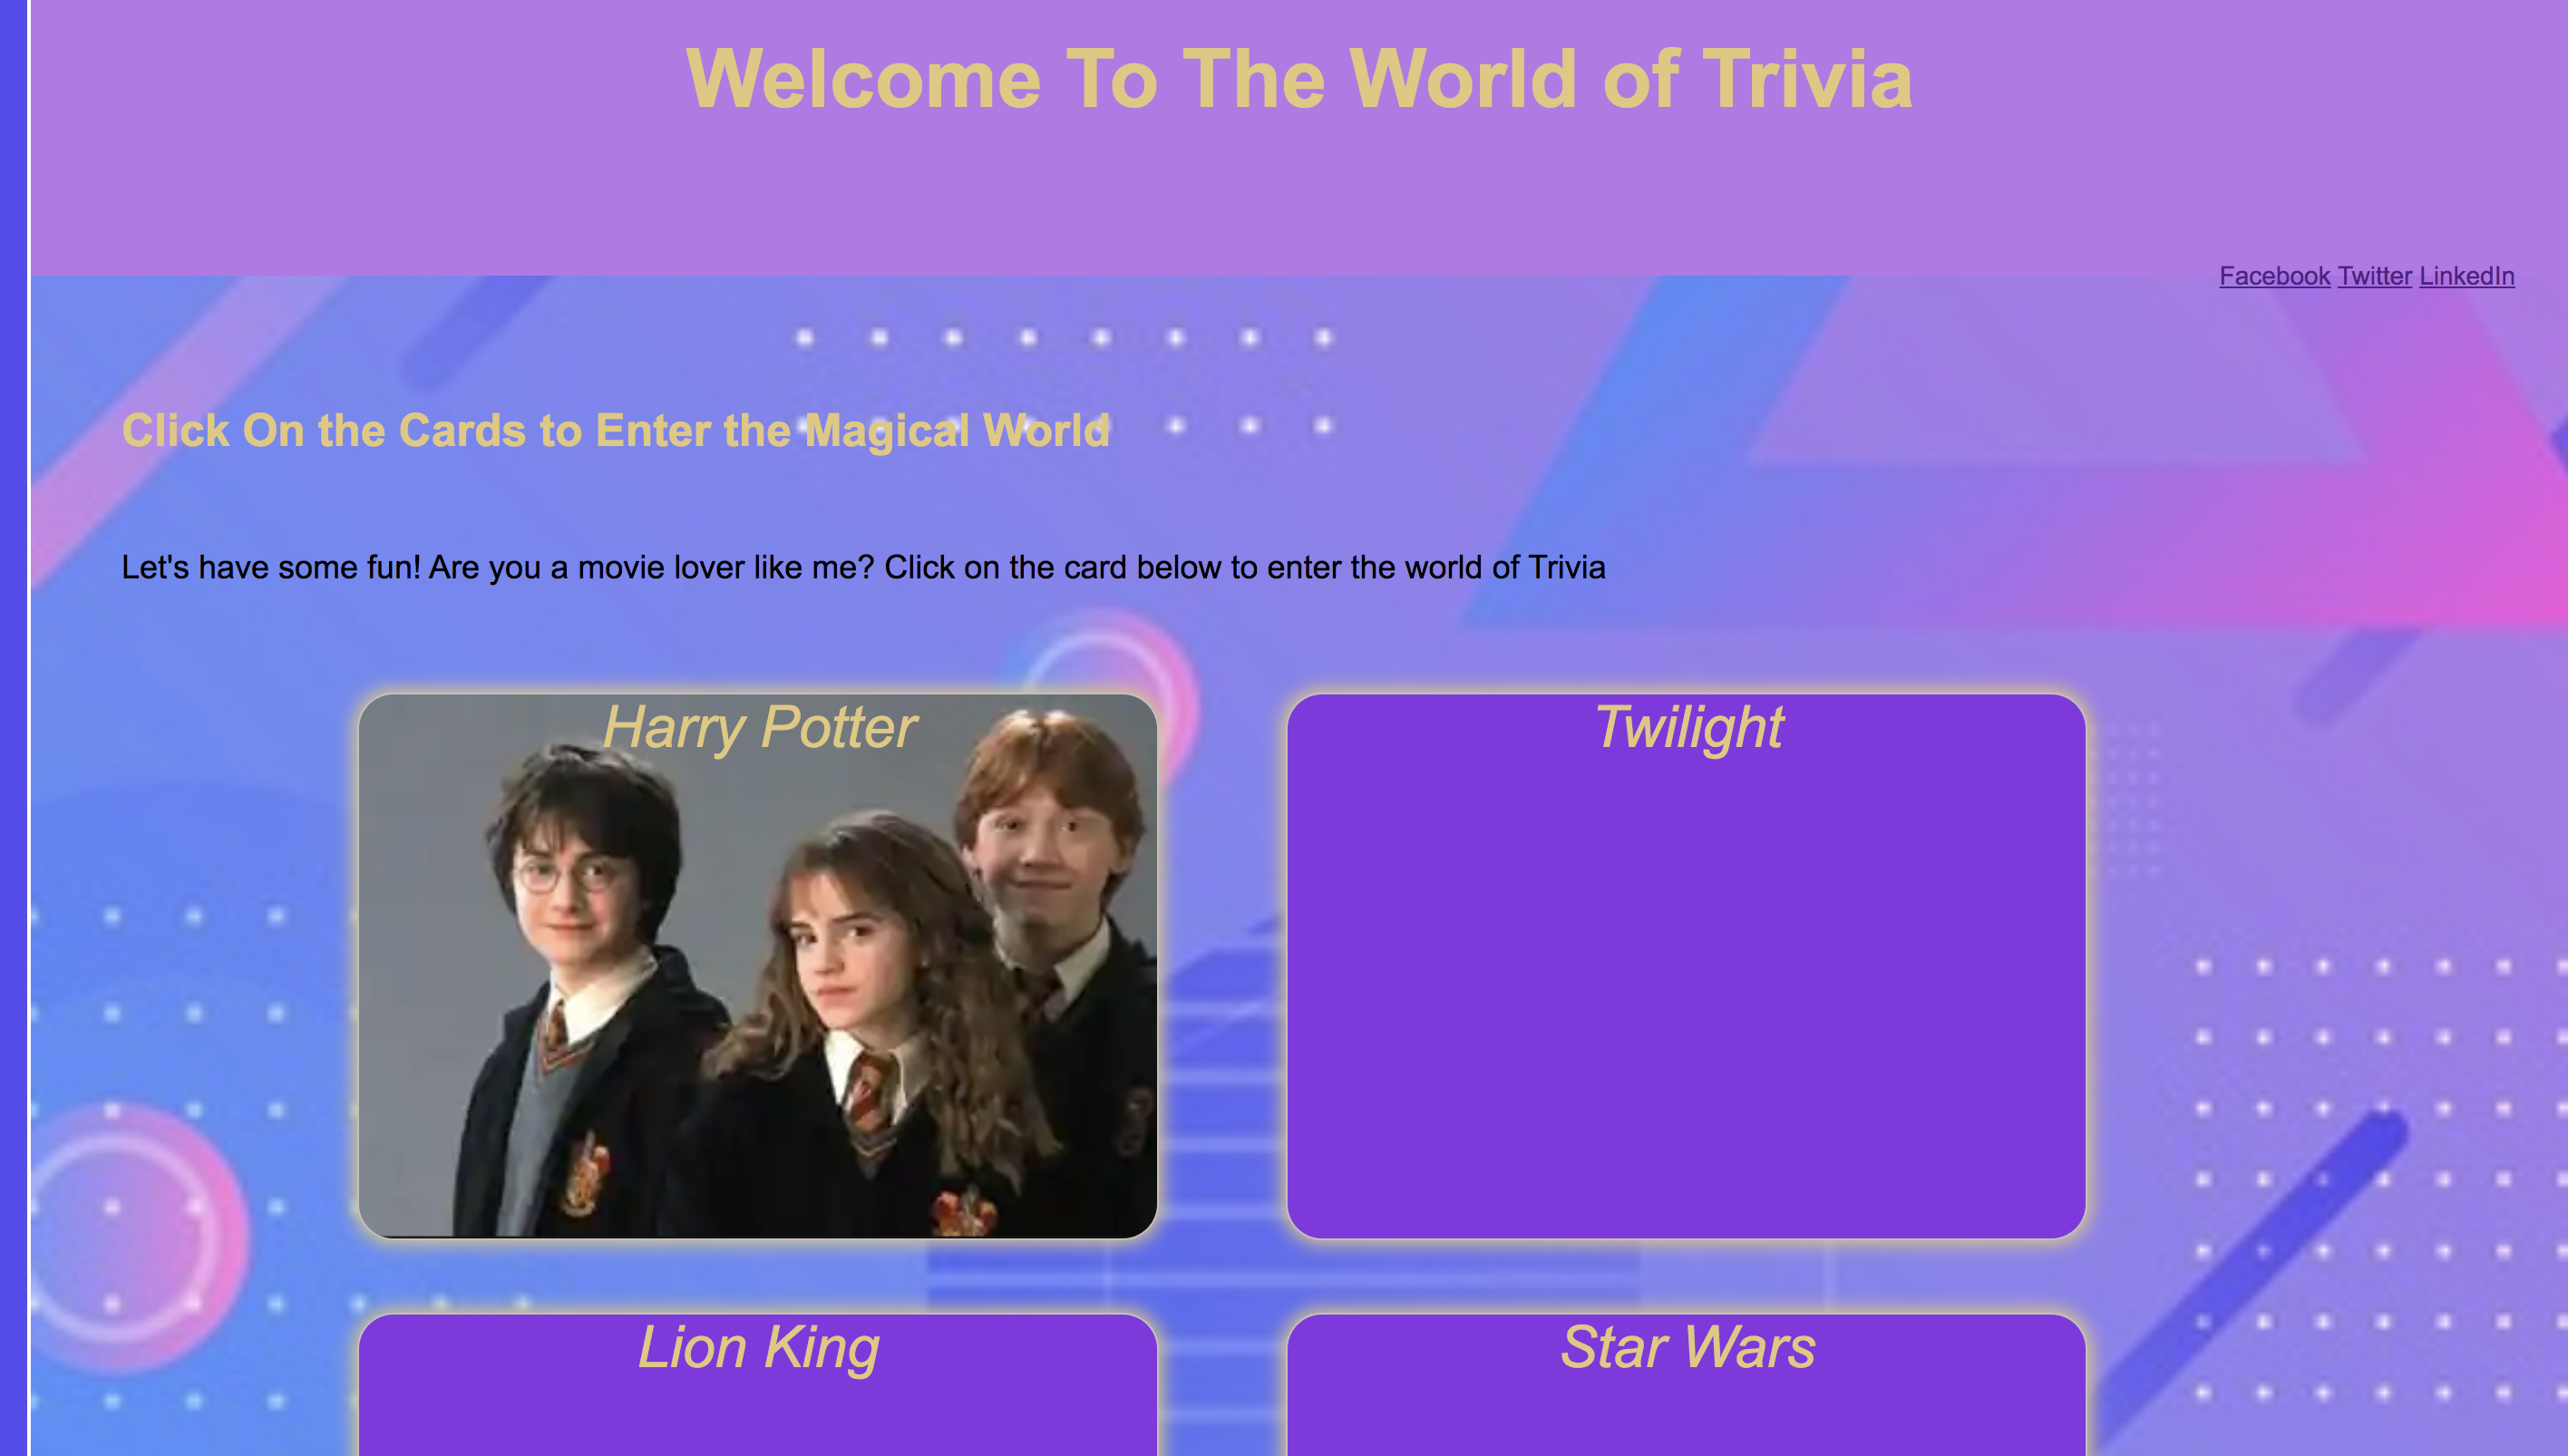 Welcome To The World of Trivia
Facebook Twitter LinkedIn
Click On the Cards to Enter the Magical World
Let's have some fun! Are you a movie lover like me? Click on the card below to enter the world of Trivia
Harry Potter
Twilight
Lion King
Star Wars